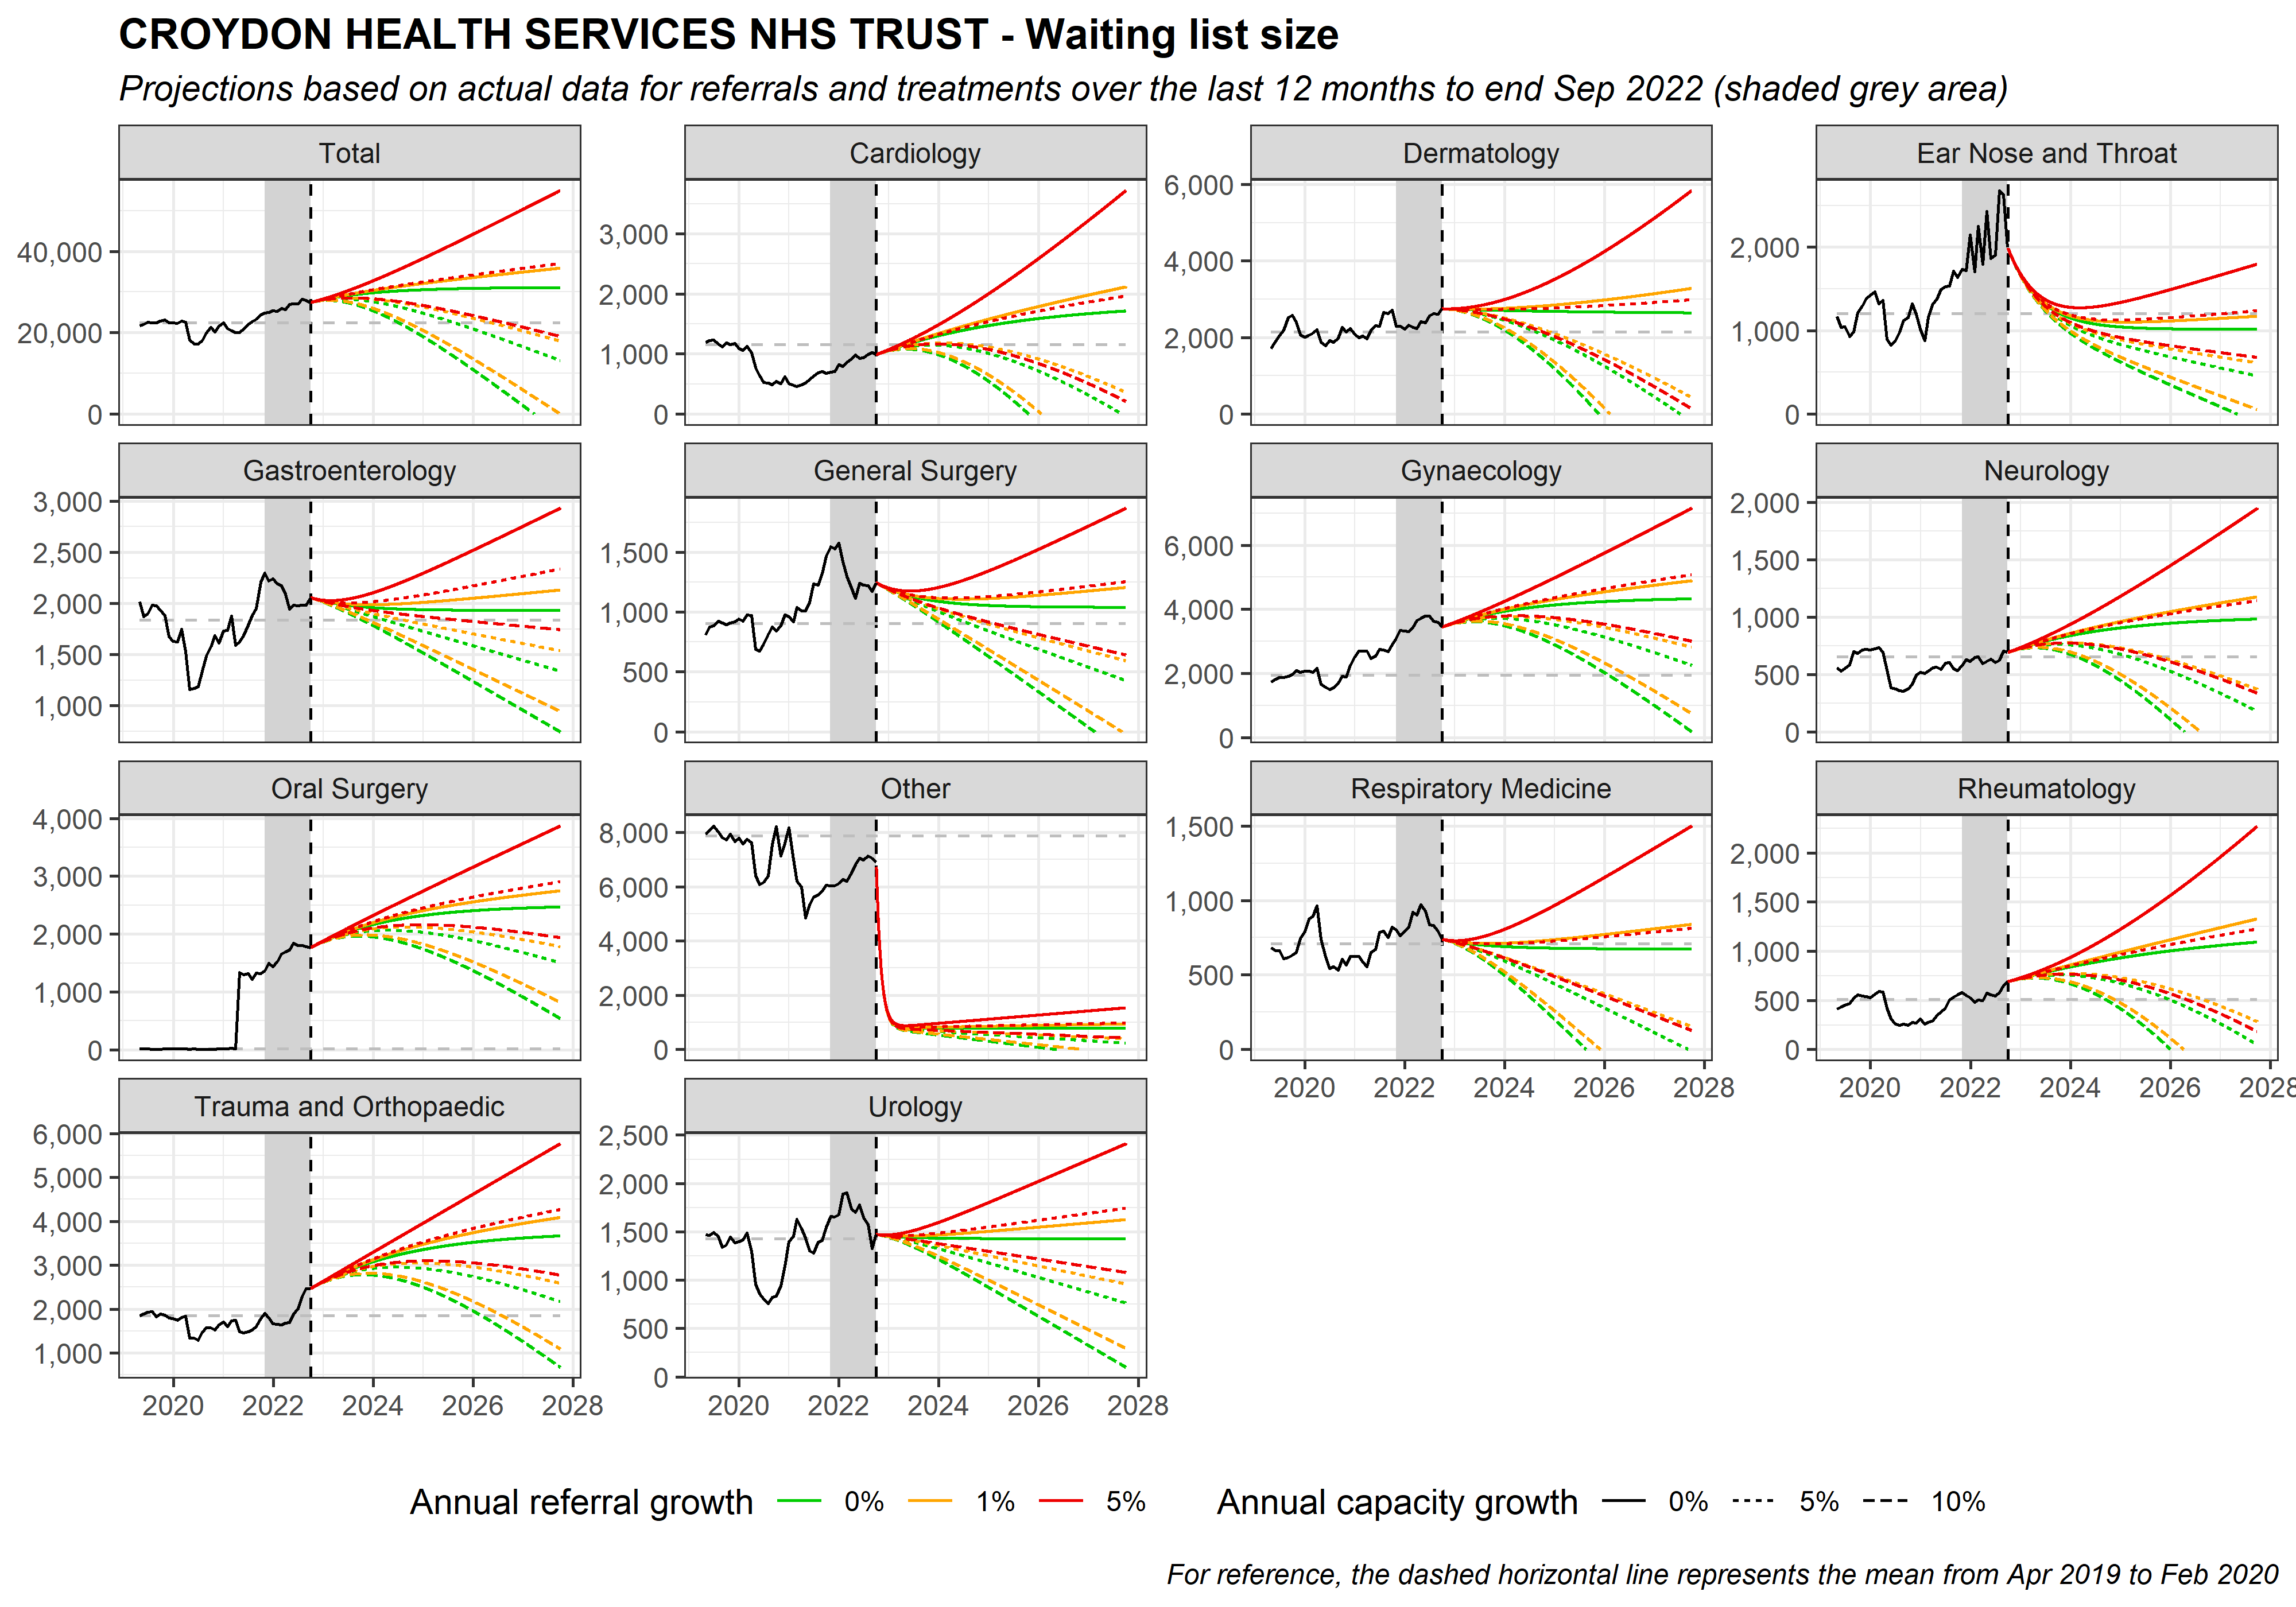 CROYDON HEALTH SERVICES NHS TRUST - Waiting list size
Projections based on actual data for referrals and treatments over the last 12 months to end Sep 2022 (shaded grey area)
Total
40,000
20,000
0
Cardiology
3,000
2,000
1,000
0
Dermatology
6,000
4,000
2,000
0
Ear Nose and Throat
2,000
1,000
0
Gastroenterology
3,000
2,500
2,000
1,500
1,000
General Surgery
1,500
1,000
500
0
Gynaecology
6,000
4,000
2,000
0
Neurology
2,000
1,500
1,000
500
0
Oral Surgery
4,000
3,000
2,000
1,000
0
Other
8,000
6,000
4,000
2,000
0
Respiratory Medicine
1,500
1,000
500
0
2020 2022 2024 2026 2028
Rheumatology
2,000
1,500
1,000
500
0
2020 2022 2024 2026 2028
Trauma and Orthopaedic
6,000
5,000
4,000
3,000
2,000
1,000
2020 2022 2024 2026 2028
Urology
2,500
2,000
1,500
1,000
500
0
2020 2022 2024 2026 2028
Annual referral growth 0% 1% 5% Annual capacity growth 0% 5% 10%
For reference, the dashed horizontal line represents the mean from Apr 2019 to Feb 2020